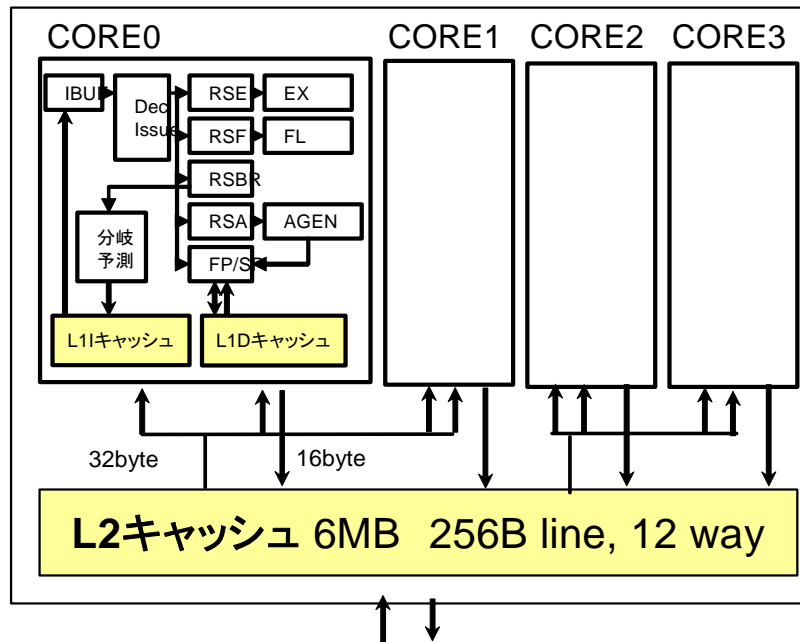 CORE0
CORE1
CORE2
CORE3
IBUF
Dec
Issue
RSE
EX
RSF
FL
RSBR
RSA
AGEN
分岐
予測
FP/SP
L1Iキャッシュ
L1Dキャッシュ
32byte
16byte
L2キャッシュ 6MB 256B line, 12 way